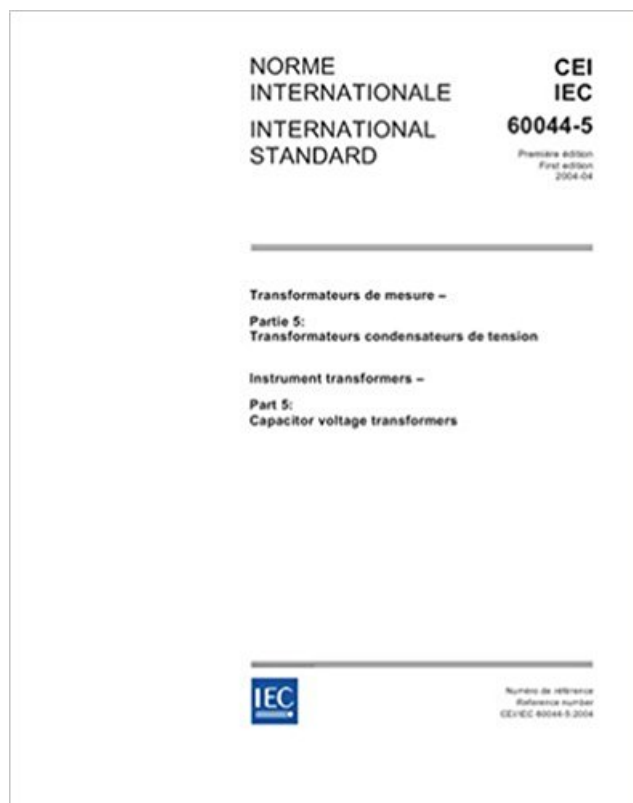 NORME
INTERNATIONALE
CEI
IEC
INTERNATIONAL
STANDARD
60044-5
Première édition
First edition
2004-04
Transformateurs de mesure –
Partie 5:
Transformateurs condensateurs de tension
Instrument transformers –
Part 5:
Capacitor voltage transformers
IEC
Numéro de référence
Reference number
CEI/IEC 60044-5:2004